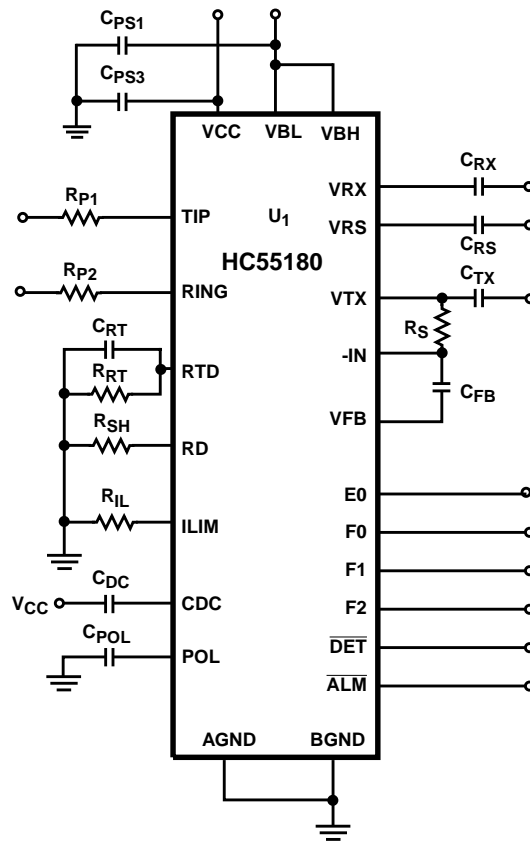 CPS1
CPS3
VCC VBL VBH
CRX
VRX
RP1
TIP U1 VRS
CRS
HC55180
RP2 CTX
RING VTX
CRT RS
RTD -IN
RRT CFB
RSH VFB
RD
RIL E0
ILIM F0
CDC F1
VCC CDC F2
CPOL
POL DET
ALM
AGND BGND